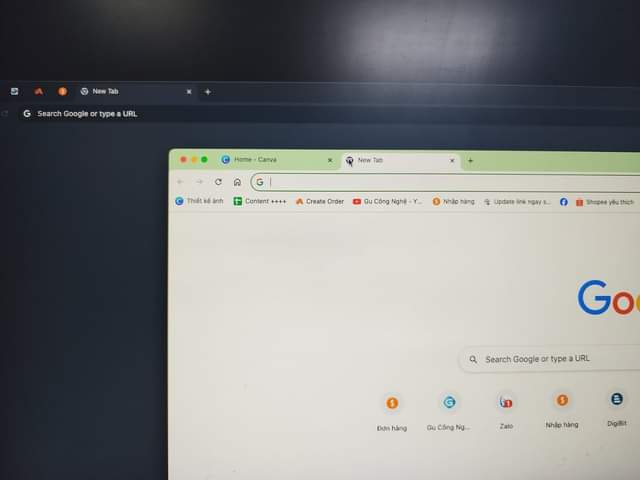 New Tab
Search Google or type a URL
Home - Canva
New Tab
Thiết kế ảnh Content ++++ Create Order Gu Công Nghệ - Y... Nhập hàng Update link ngay s... Shopee yêu thích
Goo
Search Google or type a URL
Đơn hàng Gu Công Ng... Zalo Nhập hàng DigiBit